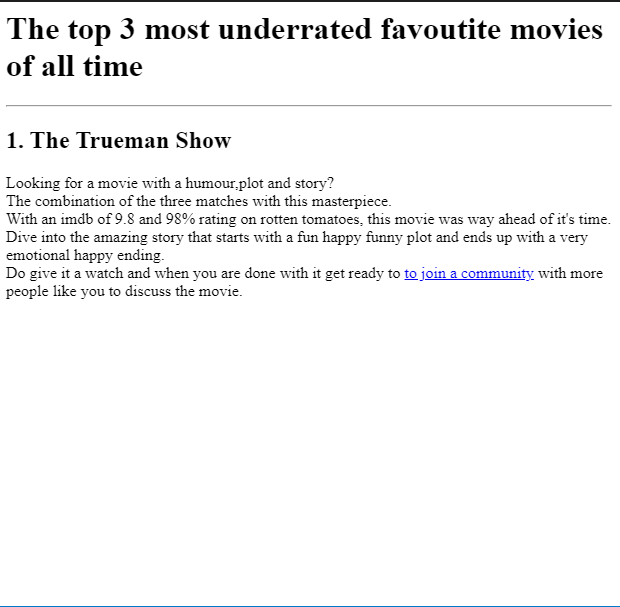 The top 3 most underrated favoutite movies
of all time
1. The Trueman Show
Looking for a movie with a humour,plot and story?
The combination of the three matches with this masterpiece.
With an imdb of 9.8 and 98% rating on rotten tomatoes, this movie was way ahead of it's time.
Dive into the amazing story that starts with a fun happy funny plot and ends up with a very
emotional happy ending.
Do give it a watch and when you are done with it get ready to to join a community with more
people like you to discuss the movie.